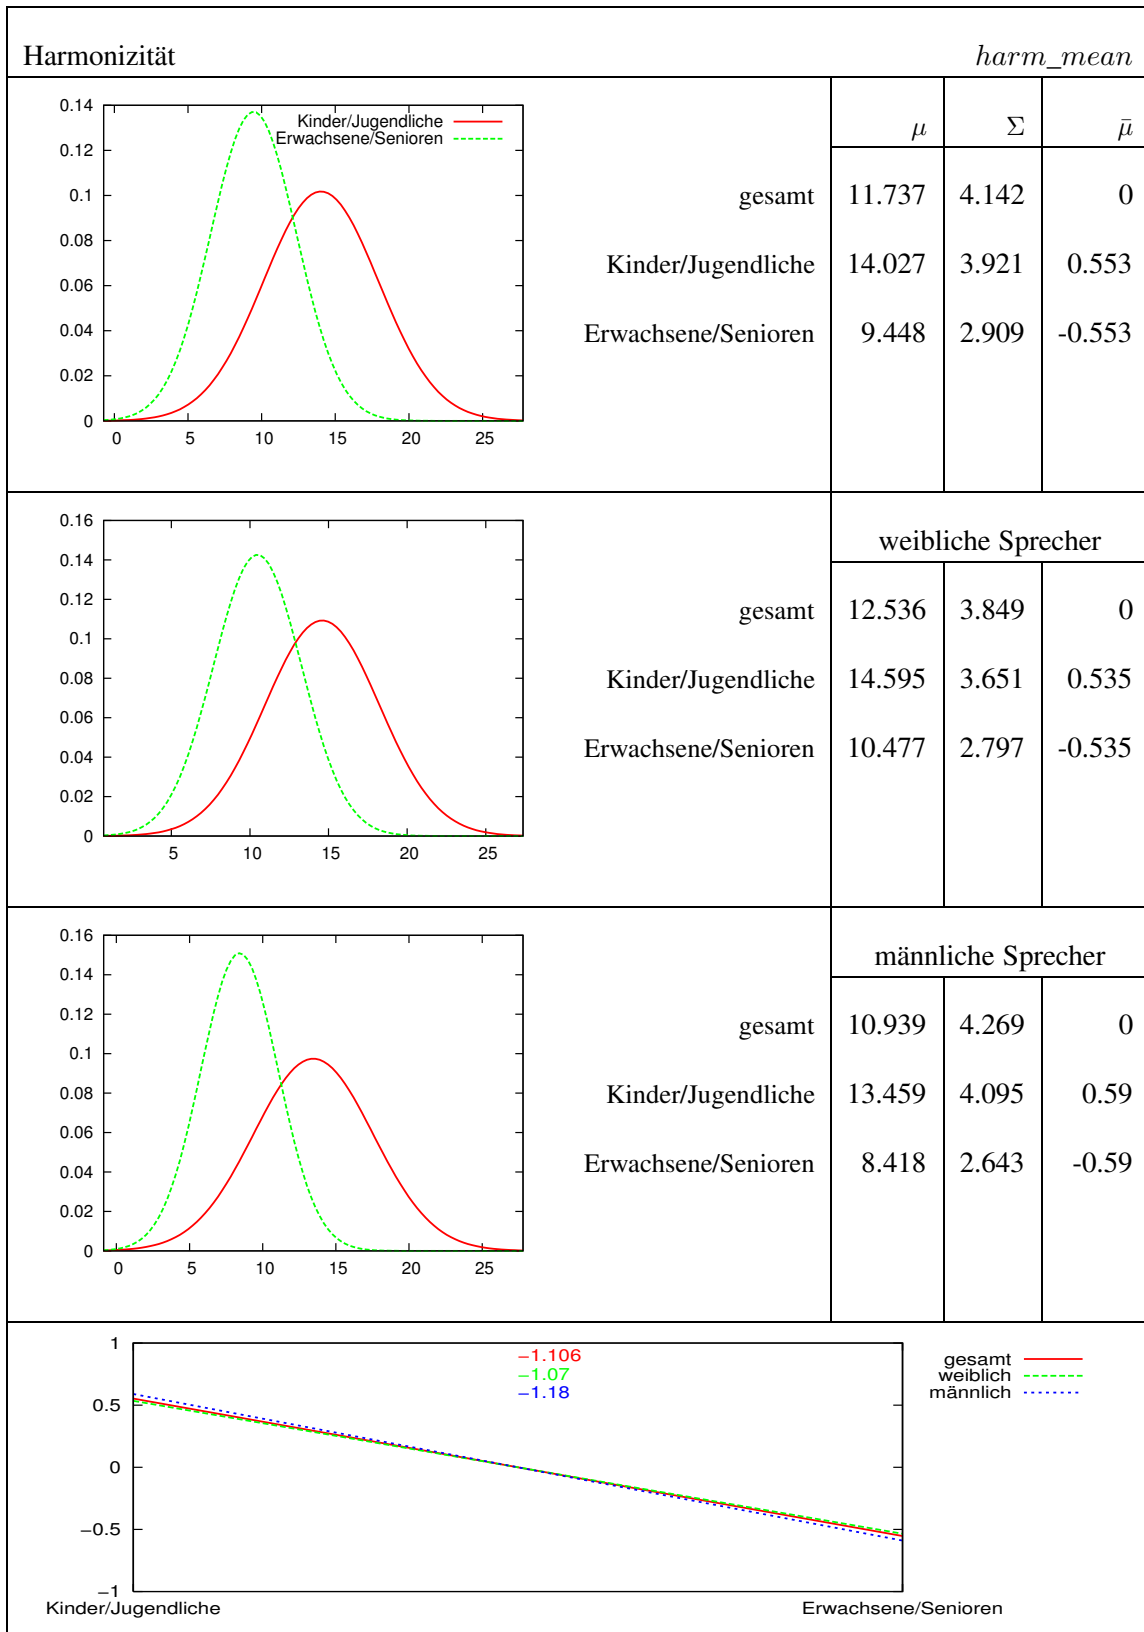 Harmonizität harm_mean
0.14
0.12
0.1
0.08
0.06
0.04
0.02
0
0 5 10 15 20 25
Kinder/Jugendliche
Erwachsene/Senioren
μ Σ μ̄
gesamt 11.737 4.142 0
Kinder/Jugendliche 14.027 3.921 0.553
Erwachsene/Senioren 9.448 2.909 -0.553
0.16
0.14
0.12
0.1
0.08
0.06
0.04
0.02
0
5 10 15 20 25
weibliche Sprecher
gesamt 12.536 3.849 0
Kinder/Jugendliche 14.595 3.651 0.535
Erwachsene/Senioren 10.477 2.797 -0.535
0.16
0.14
0.12
0.1
0.08
0.06
0.04
0.02
0
0 5 10 15 20 25
männliche Sprecher
gesamt 10.939 4.269 0
Kinder/Jugendliche 13.459 4.095 0.59
Erwachsene/Senioren 8.418 2.643 -0.59
1
0.5
0
−0.5
−1
−1.106
−1.07
−1.18
gesamt
weiblich
männlich
Kinder/Jugendliche Erwachsene/Senioren